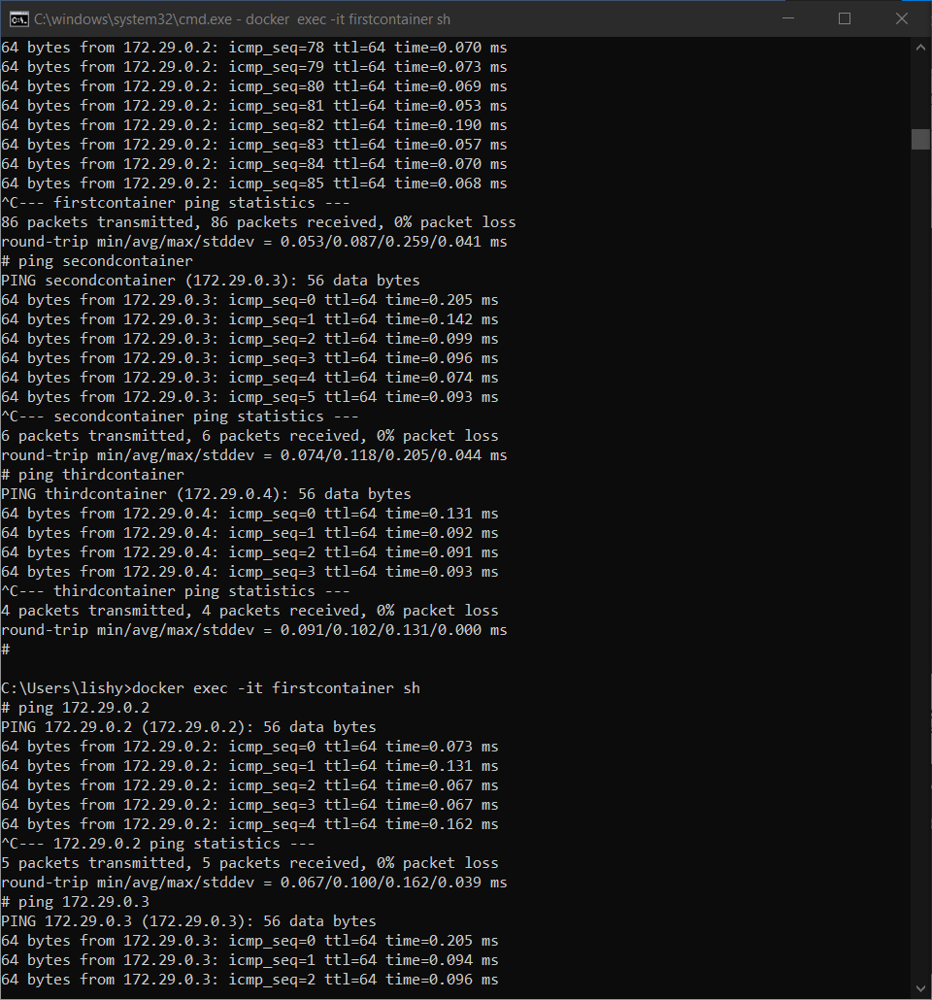 C:\windows\system32\cmd.exe - docker  exec -it firstcontainer sh
64 bytes from 172.29.0.2: icmp_seq=78 ttl=64 time=0.070 ms
64 bytes from 172.29.0.2: icmp_seq=79 ttl=64 time=0.073 ms
64 bytes from 172.29.0.2: icmp_seq=80 ttl=64 time=0.069 ms
64 bytes from 172.29.0.2: icmp_seq=81 ttl=64 time=0.053 ms
64 bytes from 172.29.0.2: icmp_seq=82 ttl=64 time=0.190 ms
64 bytes from 172.29.0.2: icmp_seq=83 ttl=64 time=0.057 ms
64 bytes from 172.29.0.2: icmp_seq=84 ttl=64 time=0.070 ms
64 bytes from 172.29.0.2: icmp_seq=85 ttl=64 time=0.068 ms
^C--- firstcontainer ping statistics ---
86 packets transmitted, 86 packets received, 0% packet loss
round-trip min/avg/max/stddev = 0.053/0.087/0.259/0.041 ms
# ping secondcontainer
PING secondcontainer (172.29.0.3): 56 data bytes
64 bytes from 172.29.0.3: icmp_seq=0 ttl=64 time=0.205 ms
64 bytes from 172.29.0.3: icmp_seq=1 ttl=64 time=0.142 ms
64 bytes from 172.29.0.3: icmp_seq=2 ttl=64 time=0.099 ms
64 bytes from 172.29.0.3: icmp_seq=3 ttl=64 time=0.096 ms
64 bytes from 172.29.0.3: icmp_seq=4 ttl=64 time=0.074 ms
64 bytes from 172.29.0.3: icmp_seq=5 ttl=64 time=0.093 ms
^C--- secondcontainer ping statistics ---
6 packets transmitted, 6 packets received, 0% packet loss
round-trip min/avg/max/stddev = 0.074/0.118/0.205/0.044 ms
# ping thirdcontainer
PING thirdcontainer (172.29.0.4): 56 data bytes
64 bytes from 172.29.0.4: icmp_seq=0 ttl=64 time=0.131 ms
64 bytes from 172.29.0.4: icmp_seq=1 ttl=64 time=0.092 ms
64 bytes from 172.29.0.4: icmp_seq=2 ttl=64 time=0.091 ms
64 bytes from 172.29.0.4: icmp_seq=3 ttl=64 time=0.093 ms
^C--- thirdcontainer ping statistics ---
4 packets transmitted, 4 packets received, 0% packet loss
round-trip min/avg/max/stddev = 0.091/0.102/0.131/0.000 ms
#
C:\Users\lishy>docker exec -it firstcontainer sh
# ping 172.29.0.2
PING 172.29.0.2 (172.29.0.2): 56 data bytes
64 bytes from 172.29.0.2: icmp_seq=0 ttl=64 time=0.073 ms
64 bytes from 172.29.0.2: icmp_seq=1 ttl=64 time=0.131 ms
64 bytes from 172.29.0.2: icmp_seq=2 ttl=64 time=0.067 ms
64 bytes from 172.29.0.2: icmp_seq=3 ttl=64 time=0.067 ms
64 bytes from 172.29.0.2: icmp_seq=4 ttl=64 time=0.162 ms
^C--- 172.29.0.2 ping statistics ---
5 packets transmitted, 5 packets received, 0% packet loss
round-trip min/avg/max/stddev = 0.067/0.100/0.162/0.039 ms
# ping 172.29.0.3
PING 172.29.0.3 (172.29.0.3): 56 data bytes
64 bytes from 172.29.0.3: icmp_seq=0 ttl=64 time=0.205 ms
64 bytes from 172.29.0.3: icmp_seq=1 ttl=64 time=0.094 ms
64 bytes from 172.29.0.3: icmp_seq=2 ttl=64 time=0.096 ms